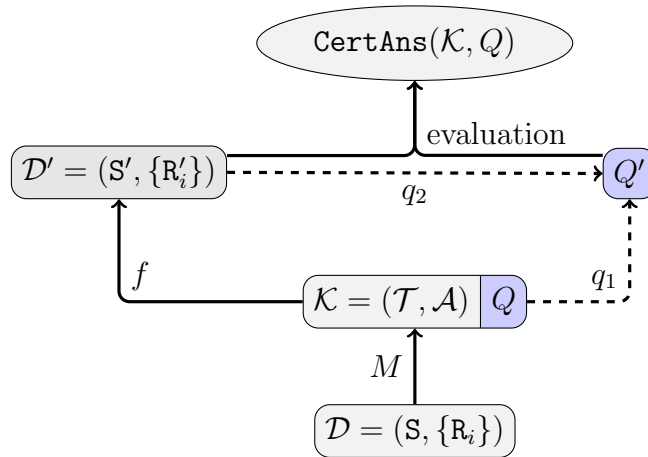 CertAns(𝒦, Q)
evaluation
𝒟′ = (S′, {R′ᵢ})
Q′
q₂
f
q₁
𝒦 = (𝒯, 𝒜) Q
M
𝒟 = (S, {Rᵢ})